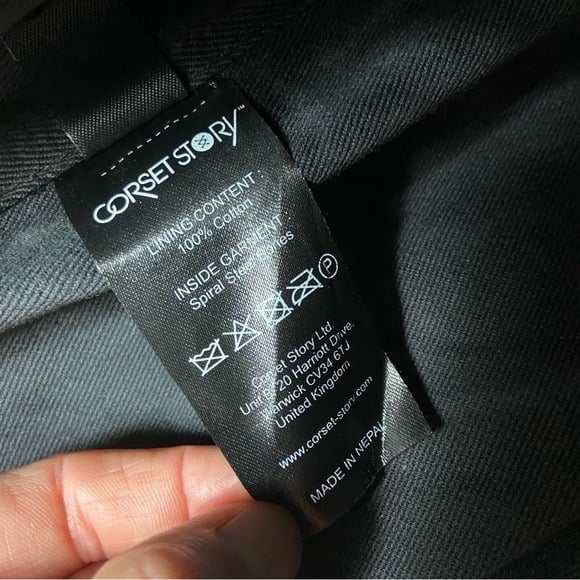 CORSET STORY™
LINING CONTENT
100% Cotton
INSIDE GARMENT
Spiral Steel Bones
P
Corset Story Ltd.
Unit 20 Harriott Drive.
Warwick CV34 6TJ
United Kingdom
www.corset-story.com
MADE IN NEPAL